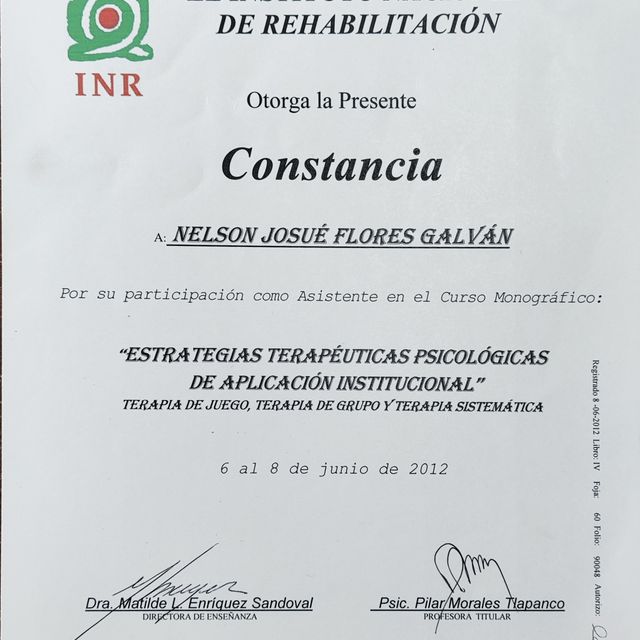 DE REHABILITACIÓN
INR
Otorga la Presente
Constancia
A: NELSON JOSUÉ FLORES GALVÁN
Por su participación como Asistente en el Curso Monográfico:
“ESTRATEGIAS TERAPÉUTICAS PSICOLÓGICAS
DE APLICACIÓN INSTITUCIONAL”
TERAPIA DE JUEGO, TERAPIA DE GRUPO Y TERAPIA SISTEMÁTICA
6 al 8 de junio de 2012
Registrado 8 -06-2012 Libro: IV Foja: 60 Folio: 90048 Autorizo:
Dra. Matilde L. Enríquez Sandoval
DIRECTORA DE ENSEÑANZA
Psic. Pilar Morales Tlapanco
PROFESORA TITULAR